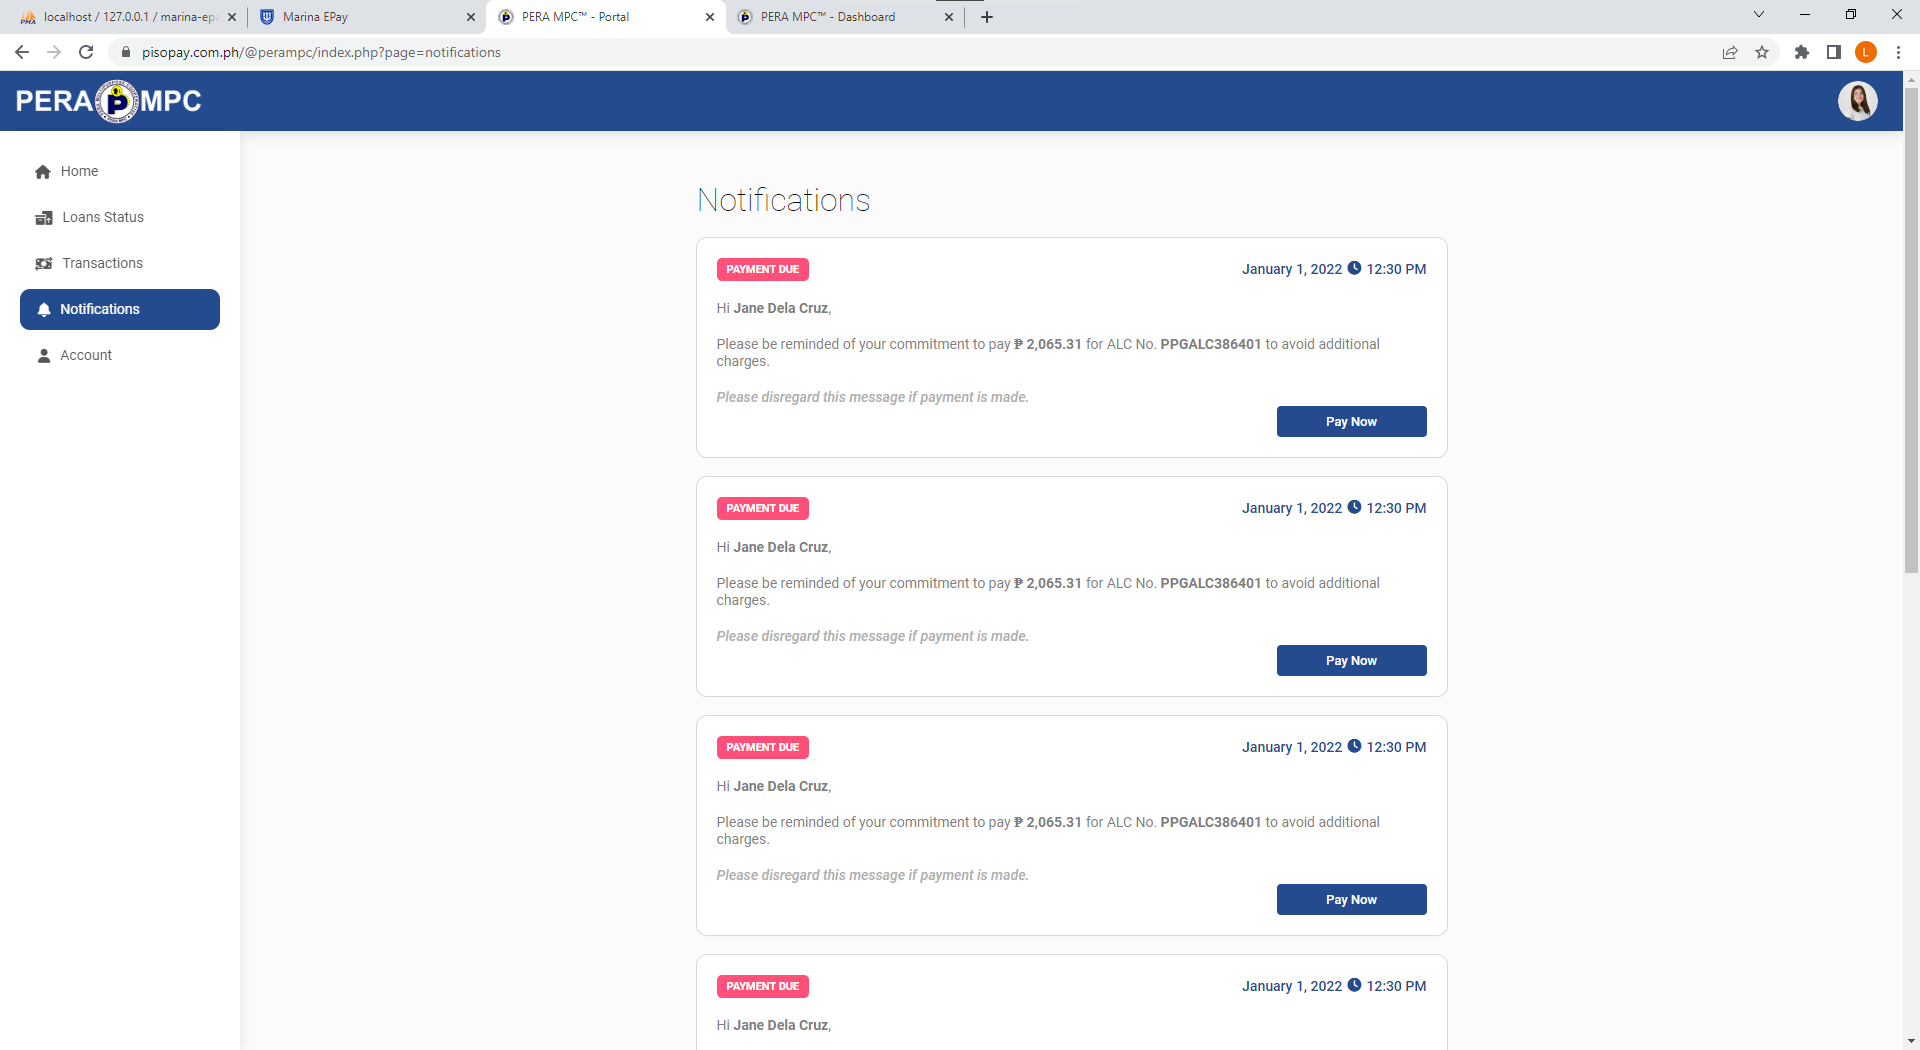 localhost / 127.0.0.1 / marina-ep
Marina EPay
PERA MPC™ - Portal
PERA MPC™ - Dashboard
pisopay.com.ph/@perampc/index.php?page=notifications
L
PERA P MPC
Home
Loans Status
Transactions
Notifications
Account
Notifications
PAYMENT DUE
January 1, 2022 12:30 PM
Hi Jane Dela Cruz,
Please be reminded of your commitment to pay ₱ 2,065.31 for ALC No. PPGALC386401 to avoid additional
charges.
Please disregard this message if payment is made.
Pay Now
PAYMENT DUE
January 1, 2022 12:30 PM
Hi Jane Dela Cruz,
Please be reminded of your commitment to pay ₱ 2,065.31 for ALC No. PPGALC386401 to avoid additional
charges.
Please disregard this message if payment is made.
Pay Now
PAYMENT DUE
January 1, 2022 12:30 PM
Hi Jane Dela Cruz,
Please be reminded of your commitment to pay ₱ 2,065.31 for ALC No. PPGALC386401 to avoid additional
charges.
Please disregard this message if payment is made.
Pay Now
PAYMENT DUE
January 1, 2022 12:30 PM
Hi Jane Dela Cruz,